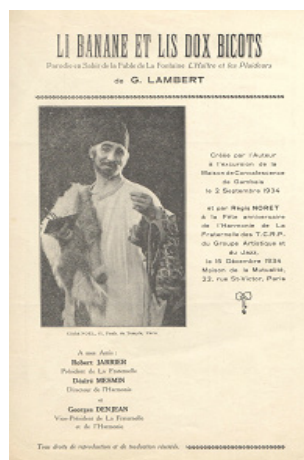 LI BANANE ET LIS DOX BICOTS
Parodie en Sabir de la Fable de La Fontaine L'Huître et les Plaideurs
de G. LAMBERT
Créée par l'Auteur
à l'excursion de la
Maison de Convalescence
de Gambais
le 2 Septembre 1934
et par Régis NOREY
à la Fête anniversaire
de l'Harmonie de La
Fraternelle des T.C.R.P.
du Groupe Artistique et
du Jazz,
le 15 Décembre 1934
Maison de la Mutualité,
22, rue St-Victor, Paris
du Temple, Paris
A mes Amis :
Robert JARRIER
Président de La Fraternelle
Désiré MESMIN
Directeur de l'Harmonie
et
Georges DENJEAN
Vice-Président de La Fraternelle
et de l'Harmonie
Tous droits de reproduction et de traduction réservés.